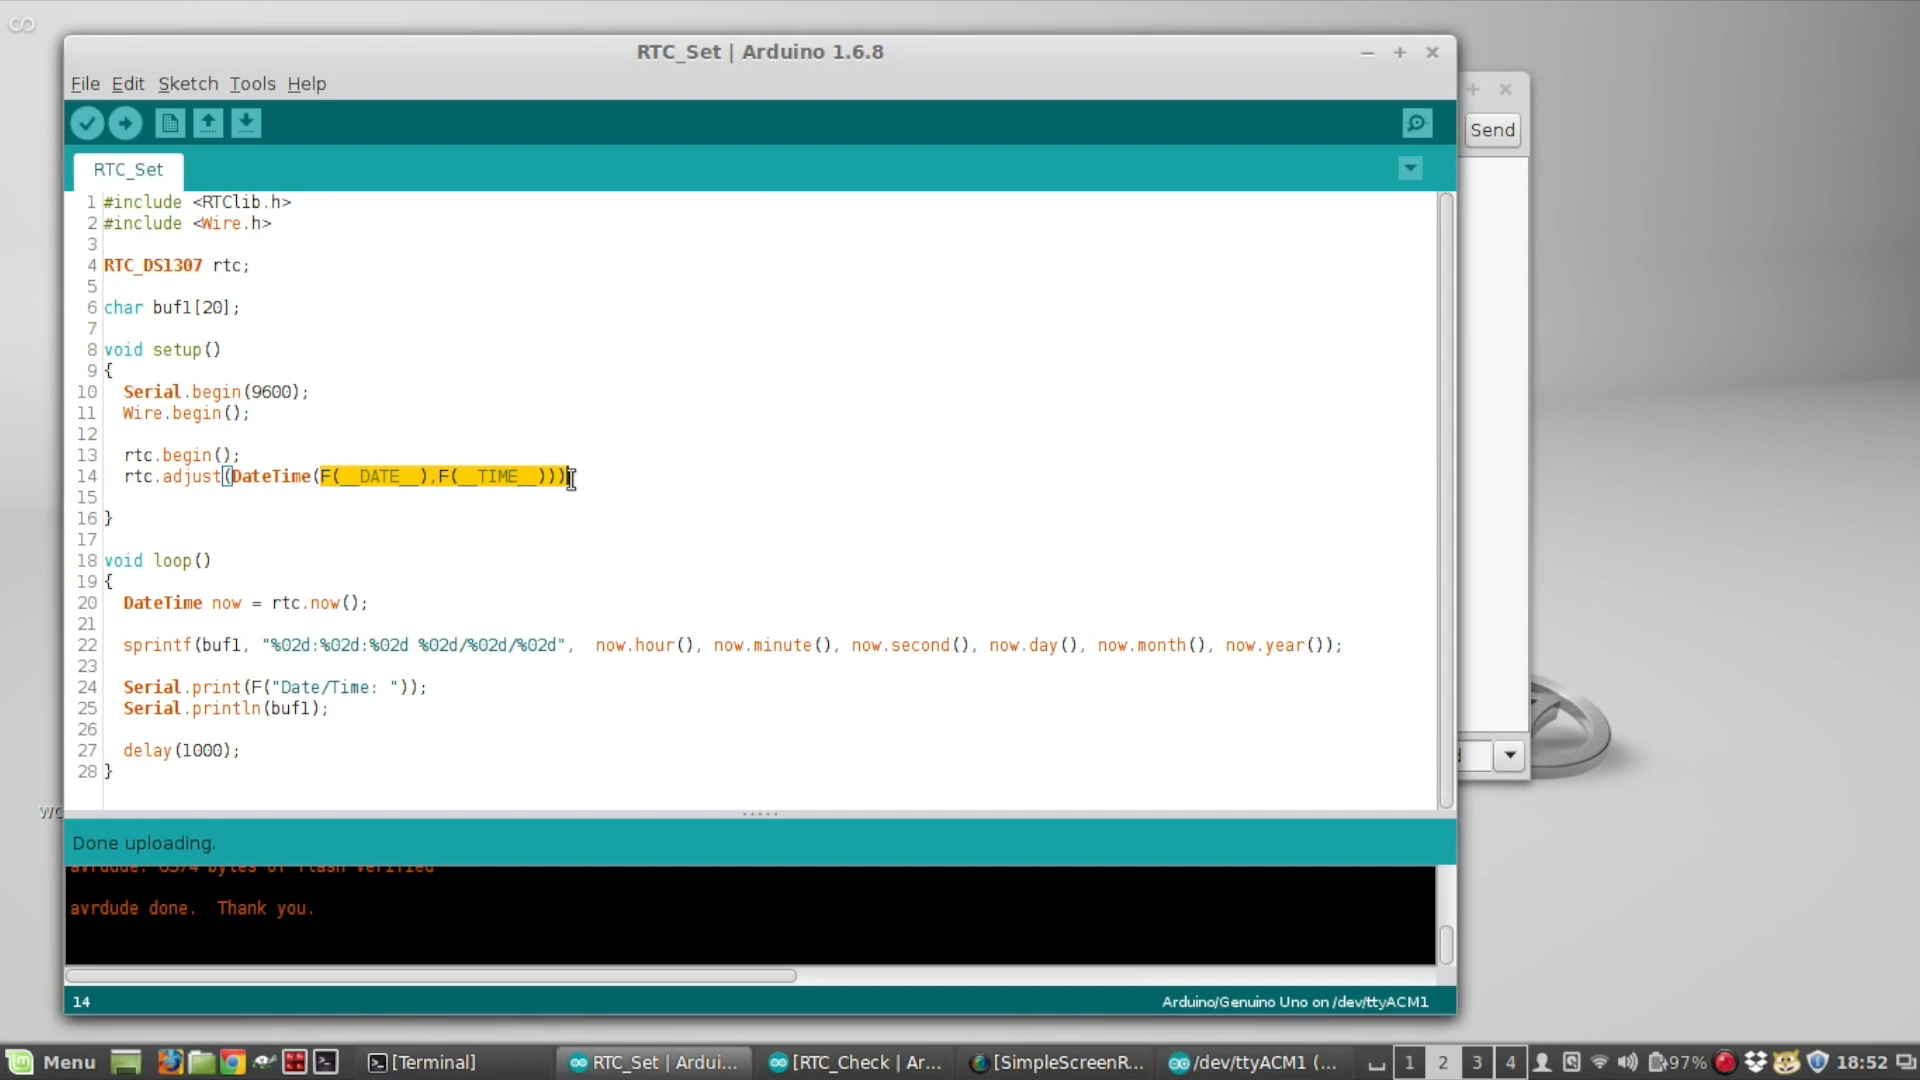 RTC_Set | Arduino 1.6.8
File Edit Sketch Tools Help
Send
RTC_Set
1 #include <RTClib.h>
2 #include <Wire.h>
3
4 RTC_DS1307 rtc;
5
6 char buf1[20];
7
8 void setup()
9 {
10 Serial.begin(9600);
11 Wire.begin();
12
13 rtc.begin();
14 rtc.adjust(DateTime(F(__DATE__),F(__TIME__)))
15
16 }
17
18 void loop()
19 {
20 DateTime now = rtc.now();
21
22 sprintf(buf1, "%02d:%02d:%02d %02d/%02d/%02d", now.hour(), now.minute(), now.second(), now.day(), now.month(), now.year());
23
24 Serial.print(F("Date/Time: "));
25 Serial.println(buf1);
26
27 delay(1000);
28 }
Done uploading.
avrdude: 6574 bytes of flash verified
avrdude done. Thank you.
14
Arduino/Genuino Uno on /dev/ttyACM1
Menu [Terminal] RTC_Set | Ardui... [RTC_Check | Ar... [SimpleScreenR... /dev/ttyACM1 (... 1 2 3 4 97% 18:52